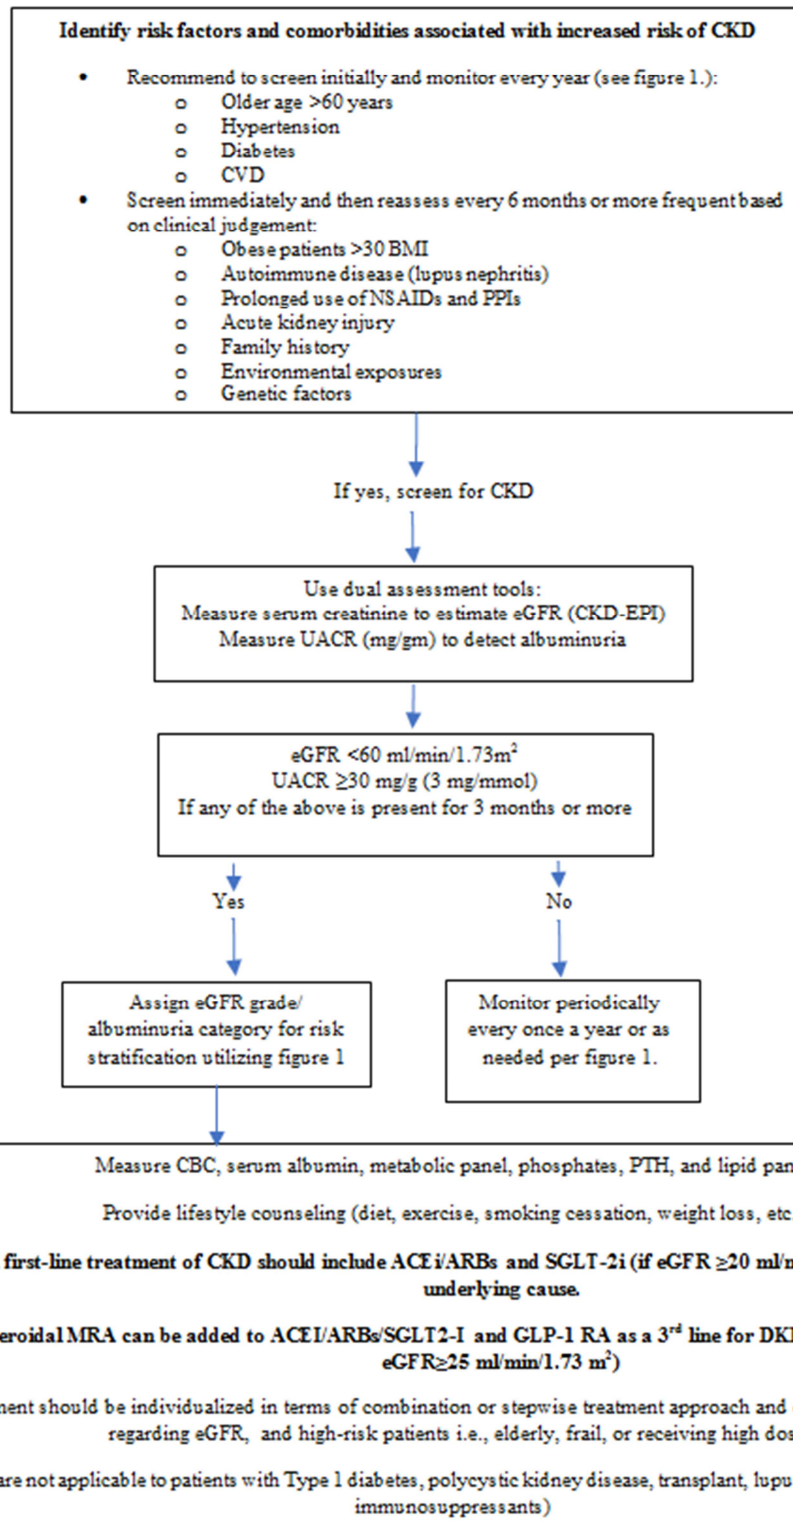 Identify risk factors and comorbidities associated with increased risk of CKD
• Recommend to screen initially and monitor every year (see figure 1.):
o Older age >60 years
o Hypertension
o Diabetes
o CVD
• Screen immediately and then reassess every 6 months or more frequent based
on clinical judgement:
o Obese patients >30 BMI
o Autoimmune disease (lupus nephritis)
o Prolonged use of NSAIDs and PPIs
o Acute kidney injury
o Family history
o Environmental exposures
o Genetic factors
If yes, screen for CKD
Use dual assessment tools:
Measure serum creatinine to estimate eGFR (CKD-EPI)
Measure UACR (mg/gm) to detect albuminuria
eGFR <60 ml/min/1.73m²
UACR ≥30 mg/g (3 mg/mmol)
If any of the above is present for 3 months or more
Yes
No
Assign eGFR grade/
albuminuria category for risk
stratification utilizing figure 1
Monitor periodically
every once a year or as
needed per figure 1.
Measure CBC, serum albumin, metabolic panel, phosphates, PTH, and lipid pan
Provide lifestyle counseling (diet, exercise, smoking cessation, weight loss, etc
first-line treatment of CKD should include ACEi/ARBs and SGLT-2i (if eGFR ≥20 ml/m
underlying cause.
eroidal MRA can be added to ACEI/ARBs/SGLT2-I and GLP-1 RA as a 3rd line for DKI
eGFR≥25 ml/min/1.73 m²)
ment should be individualized in terms of combination or stepwise treatment approach and
regarding eGFR, and high-risk patients i.e., elderly, frail, or receiving high dos
are not applicable to patients with Type 1 diabetes, polycystic kidney disease, transplant, lupu
immunosuppressants)